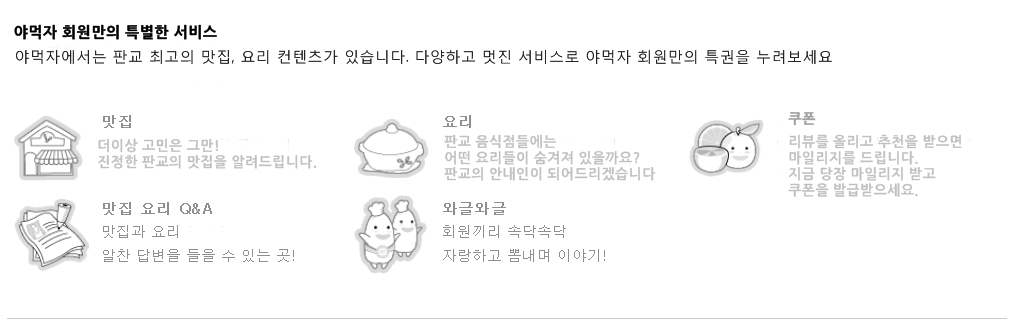 야먹자 회원만의 특별한 서비스
야먹자에서는 판교 최고의 맛집, 요리 컨텐츠가 있습니다. 다양하고 멋진 서비스로 야먹자 회원만의 특권을 누려보세요
맛집
더이상 고민은 그만!
진정한 판교의 맛집을 알려드립니다.
요리
판교 음식점들에는
어떤 요리들이 숨겨져 있을까요?
판교의 안내인이 되어드리겠습니다
쿠폰
리뷰를 올리고 추천을 받으면
마일리지를 드립니다.
지금 당장 마일리지 받고
쿠폰을 발급받으세요.
맛집 요리 Q&A
맛집과 요리
알찬 답변을 들을 수 있는 곳!
와글와글
회원끼리 속닥속닥
자랑하고 뽐내며 이야기!